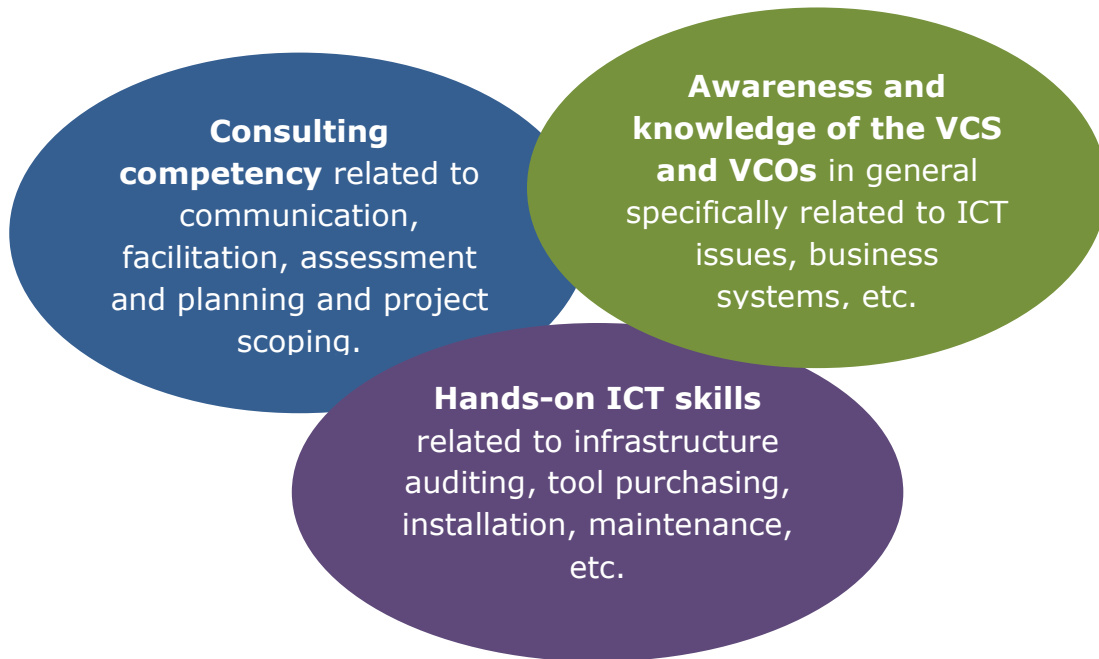 Consulting
competency related to
communication,
facilitation, assessment
and planning and project
scoping.
Awareness and
knowledge of the VCS
and VCOs in general
specifically related to ICT
issues, business
systems, etc.
Hands-on ICT skills
related to infrastructure
auditing, tool purchasing,
installation, maintenance,
etc.